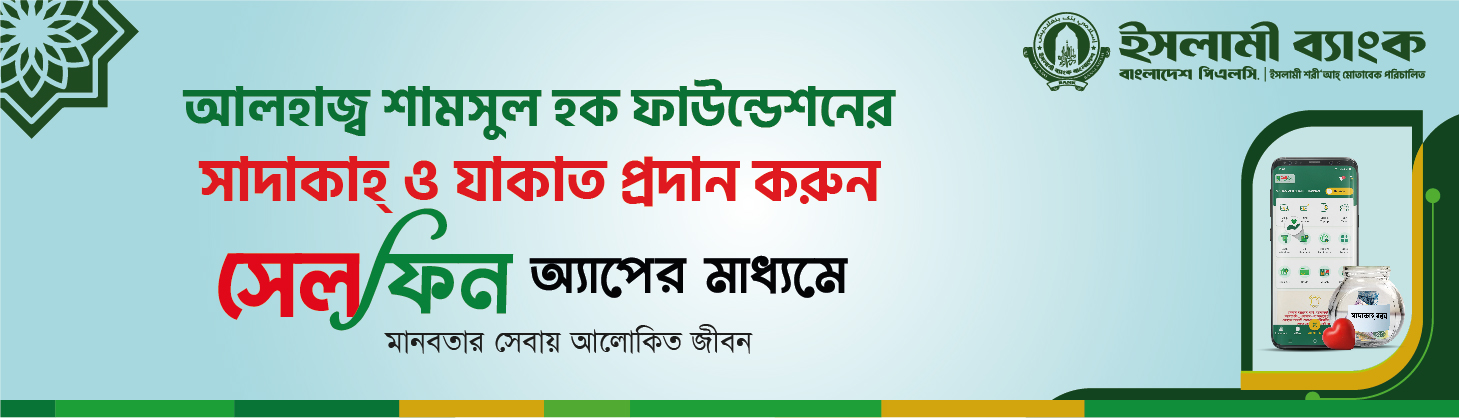 ইসলামী ব্যাংক
বাংলাদেশ পিএলসি. | ইসলামী শরী'আহ্ মোতাবেক পরিচালিত
আলহাজ্ব শামসুল হক ফাউন্ডেশনের
সাদাকাহ্ ও যাকাত প্রদান করুন
সেলফিন অ্যাপের মাধ্যমে
মানবতার সেবায় আলোকিত জীবন
সাদাকাহ্